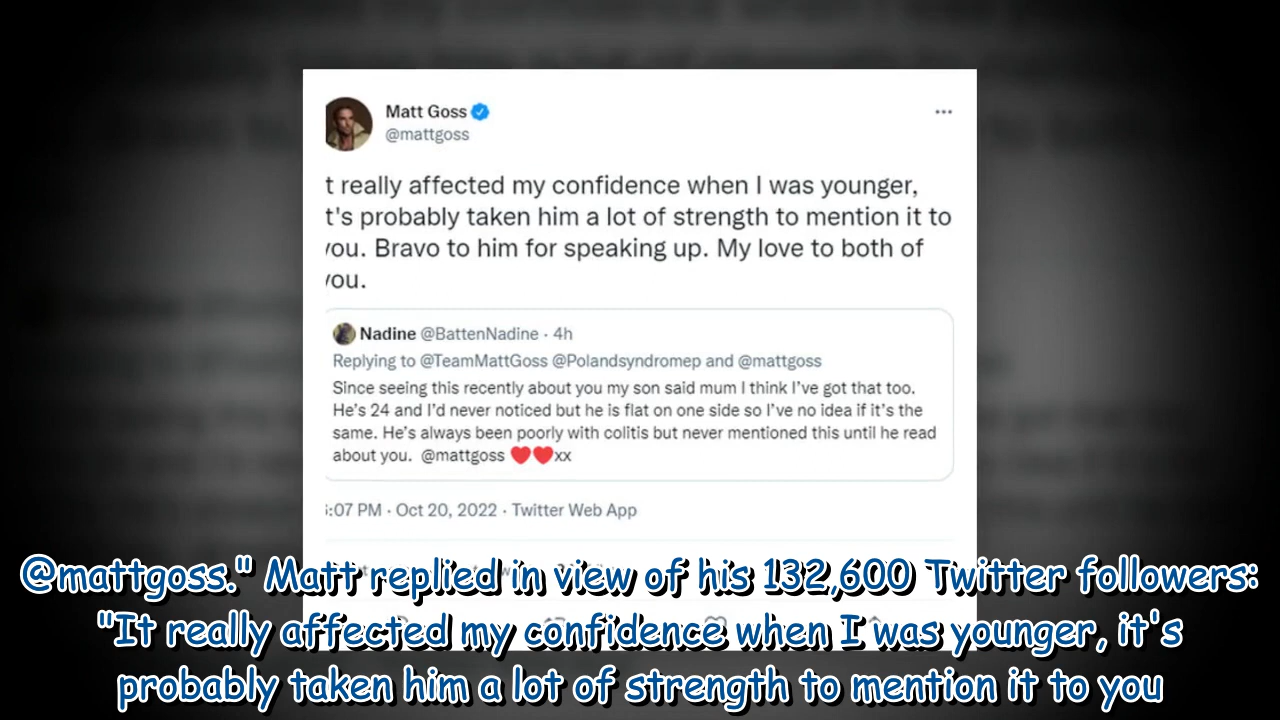 Matt Goss
@mattgoss
t really affected my confidence when I was younger,
t's probably taken him a lot of strength to mention it to
you. Bravo to him for speaking up. My love to both of
you.
Nadine @BattenNadine · 4h
Replying to @TeamMattGoss @Polandsyndromep and @mattgoss
Since seeing this recently about you my son said mum I think I've got that too.
He's 24 and I'd never noticed but he is flat on one side so I've no idea if it's the
same. He's always been poorly with colitis but never mentioned this until he read
about you. @mattgoss ❤️❤️xx
:07 PM · Oct 20, 2022 · Twitter Web App
@mattgoss." Matt replied in view of his 132,600 Twitter followers:
"It really affected my confidence when I was younger, it's
probably taken him a lot of strength to mention it to you